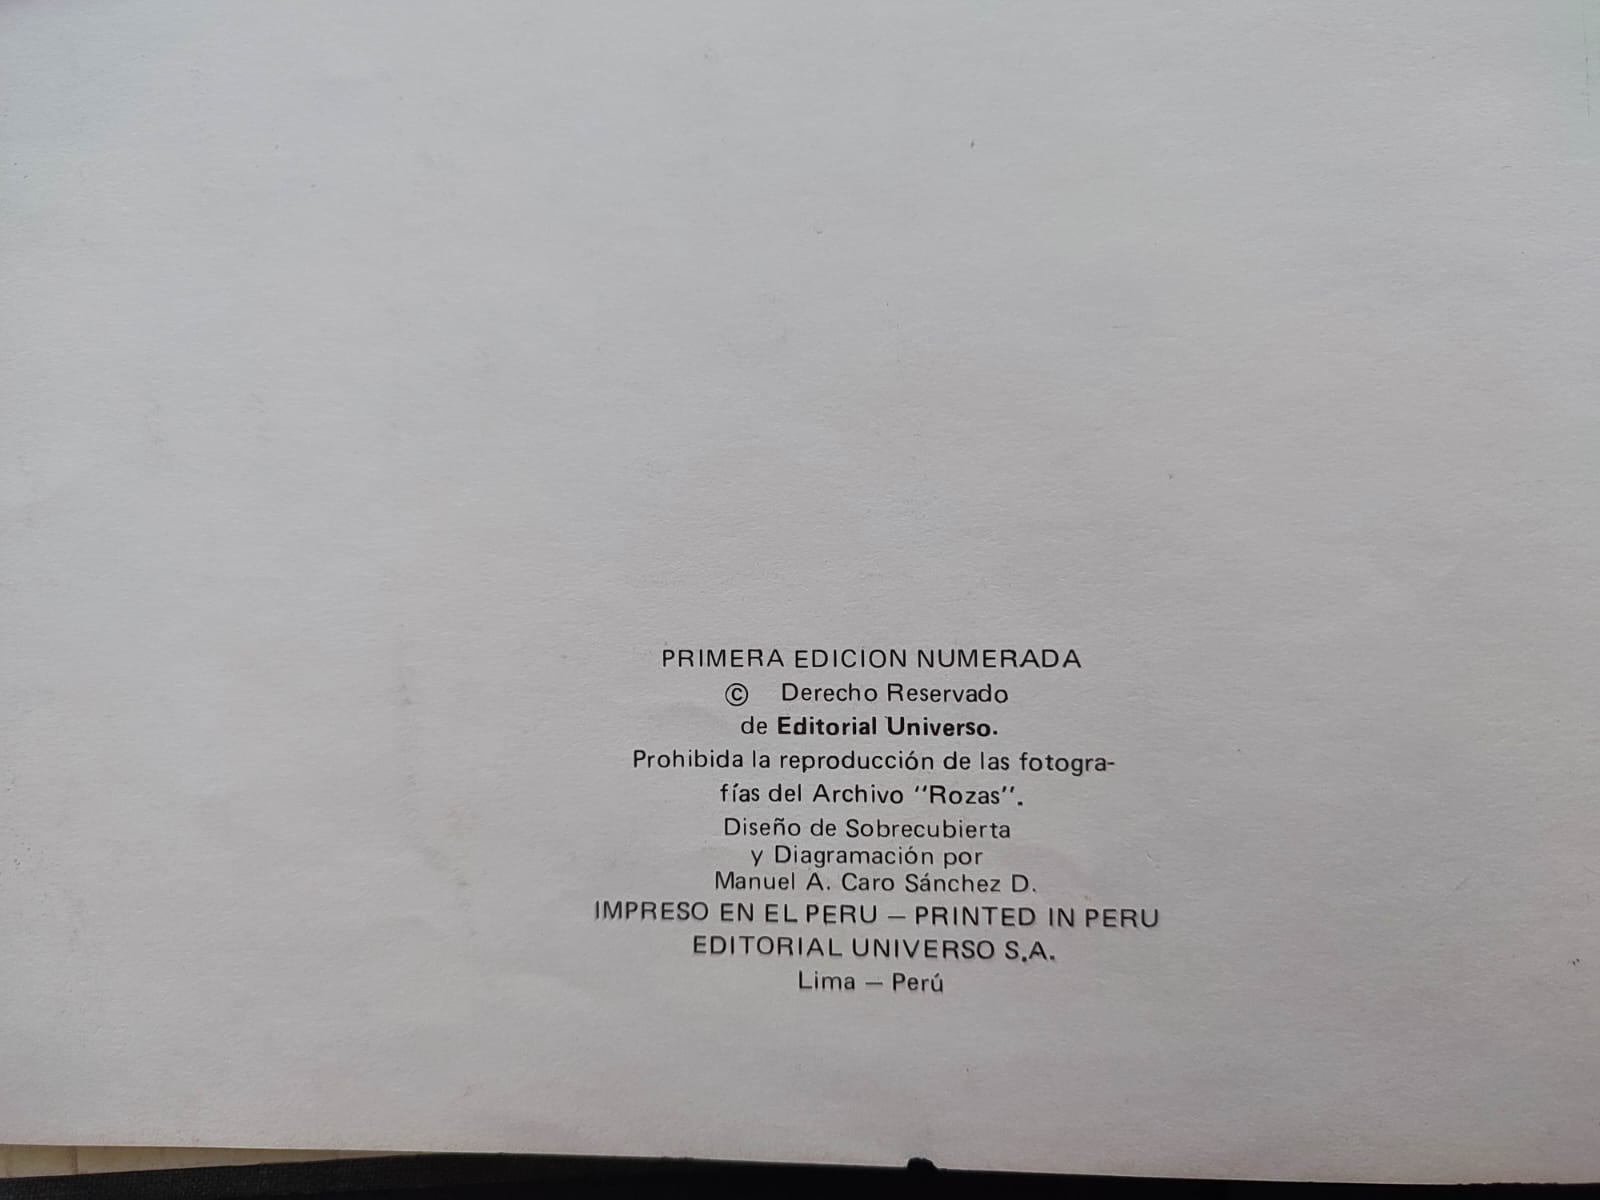 PRIMERA EDICION NUMERADA
© Derecho Reservado
de Editorial Universo.
Prohibida la reproducción de las fotogra-
fías del Archivo "Rozas".
Diseño de Sobrecubierta
y Diagramación por
Manuel A. Caro Sánchez D.
IMPRESO EN EL PERU — PRINTED IN PERU
EDITORIAL UNIVERSO S.A.
Lima — Perú